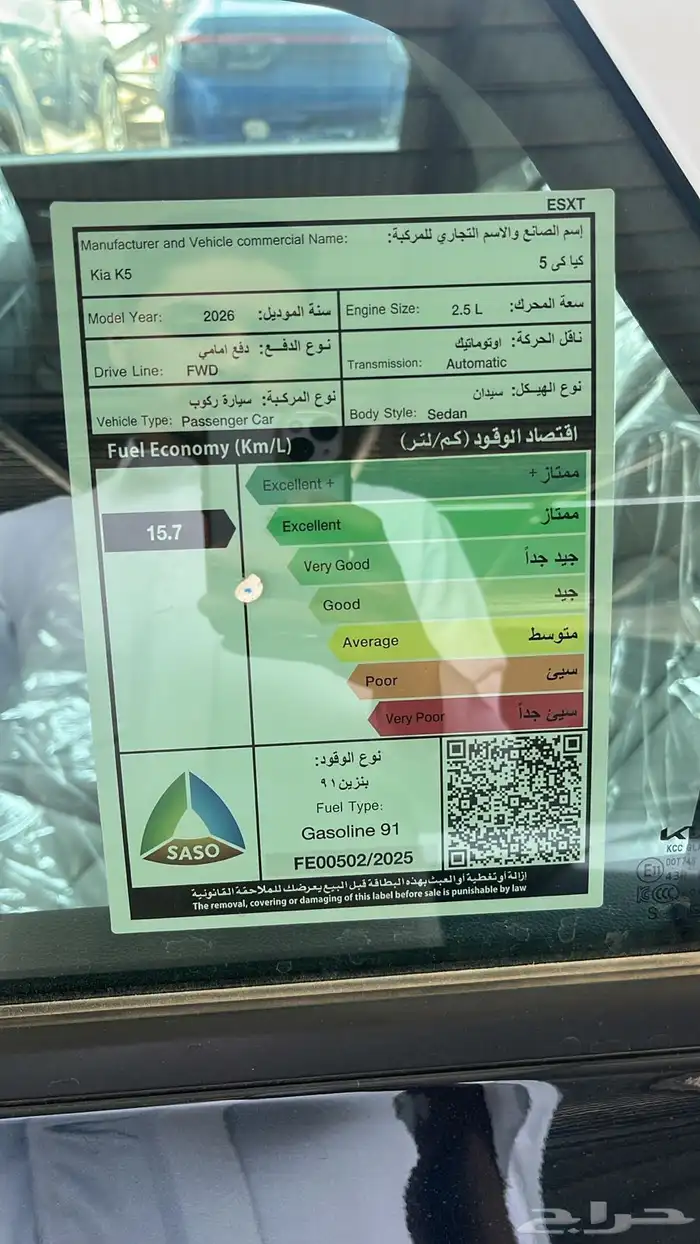 ESXT
Manufacturer and Vehicle commercial Name: إسم الصانع والاسم التجاري للمركبة:
Kia K5 كيا كى 5
Model Year: 2026 سنة الموديل: Engine Size: 2.5 L سعة المحرك:
نوع الدفـع: دفع امامي ناقل الحركة: اوتوماتيك
Drive Line: FWD Transmission: Automatic
نوع المركبة: سيارة ركوب نوع الهيكل: سيدان
Vehicle Type: Passenger Car Body Style: Sedan
Fuel Economy (Km/L) اقتصاد الوقود (كم/لتر)
Excellent + ممتاز +
15.7 Excellent ممتاز
Very Good جيد جداً
Good جيد
Average متوسط
Poor سيئ
Very Poor سيئ جداً
نوع الوقود:
بنزين ٩١
Fuel Type:
Gasoline 91
FE00502/2025
SASO
إزالة أو تغطية أو العبث بهذه البطاقة قبل البيع يعرضك للملاحقة القانونية
The removal, covering or damaging of this label before sale is punishable by law
KCC
E11
حراج